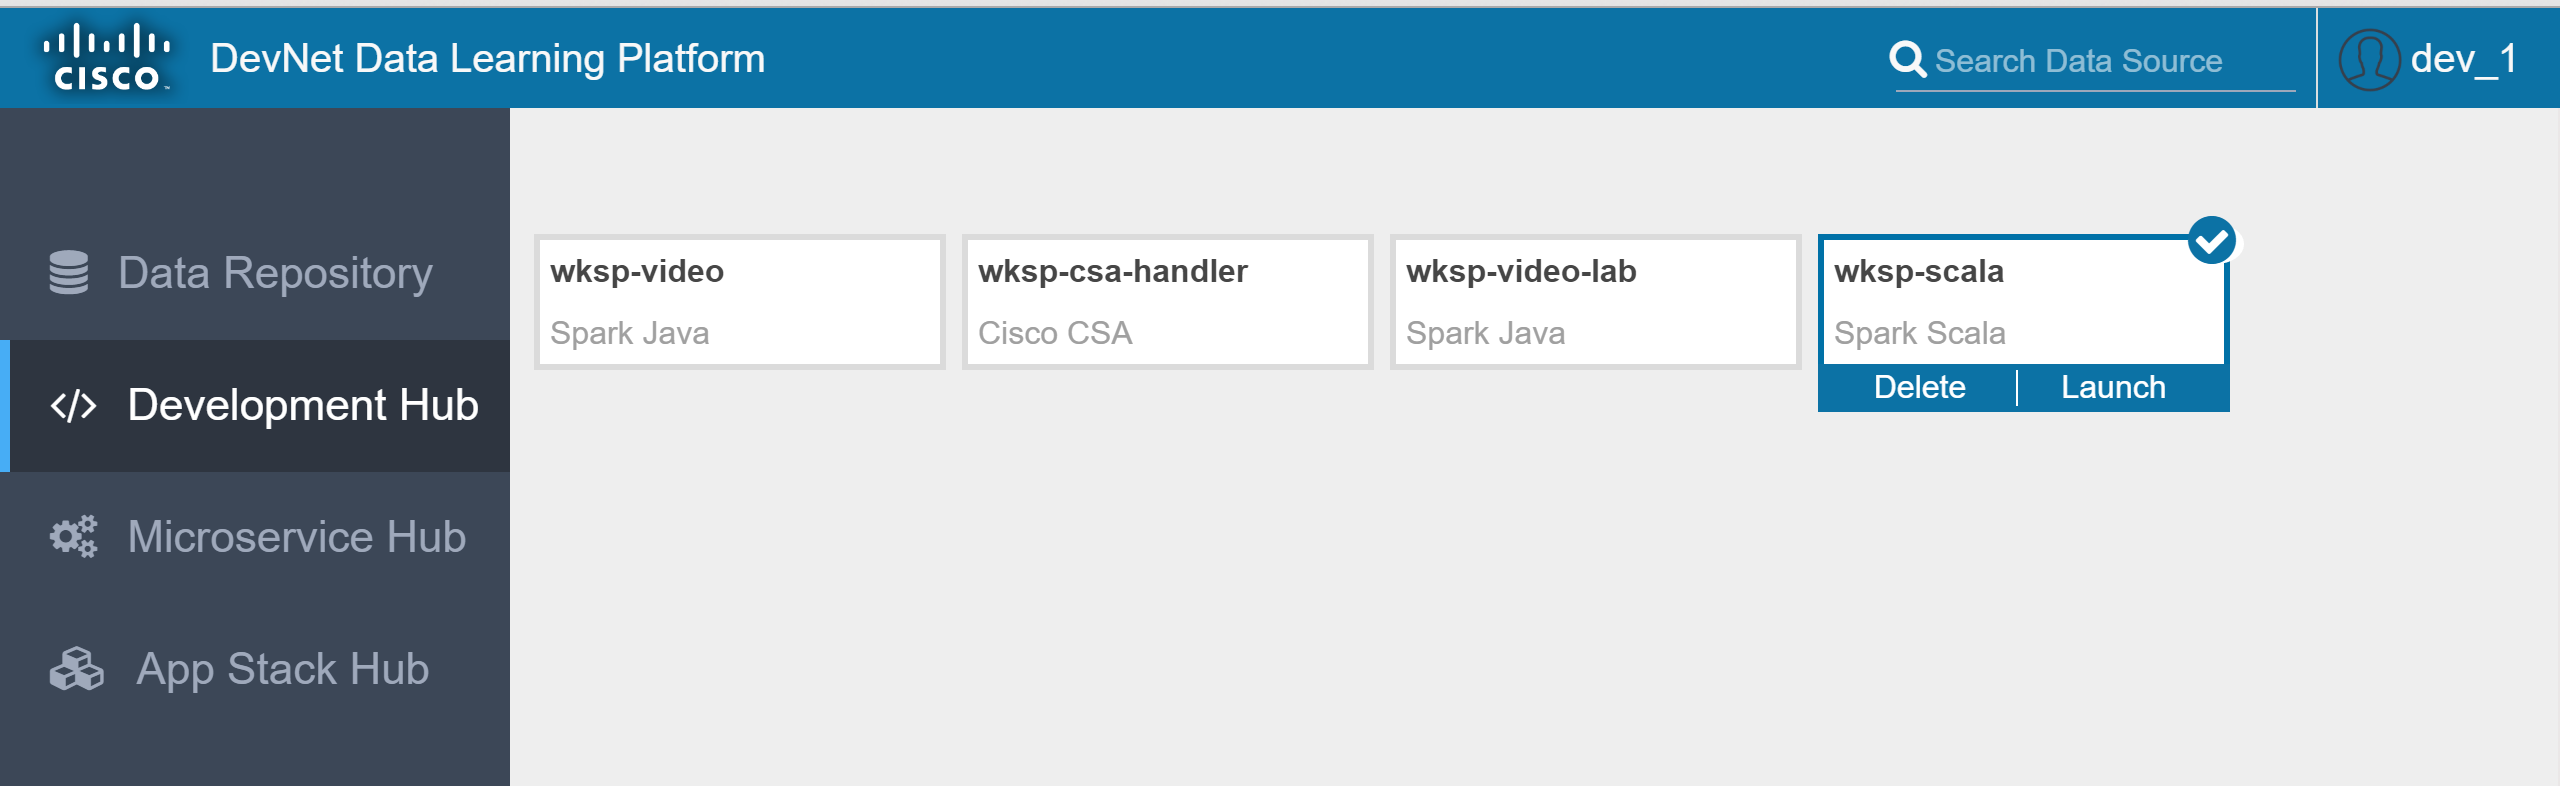 CISCO
DevNet Data Learning Platform
Search Data Source
dev_1
Data Repository
Development Hub
Microservice Hub
App Stack Hub
wksp-video
Spark Java
wksp-csa-handler
Cisco CSA
wksp-video-lab
Spark Java
wksp-scala
Spark Scala
Delete
Launch